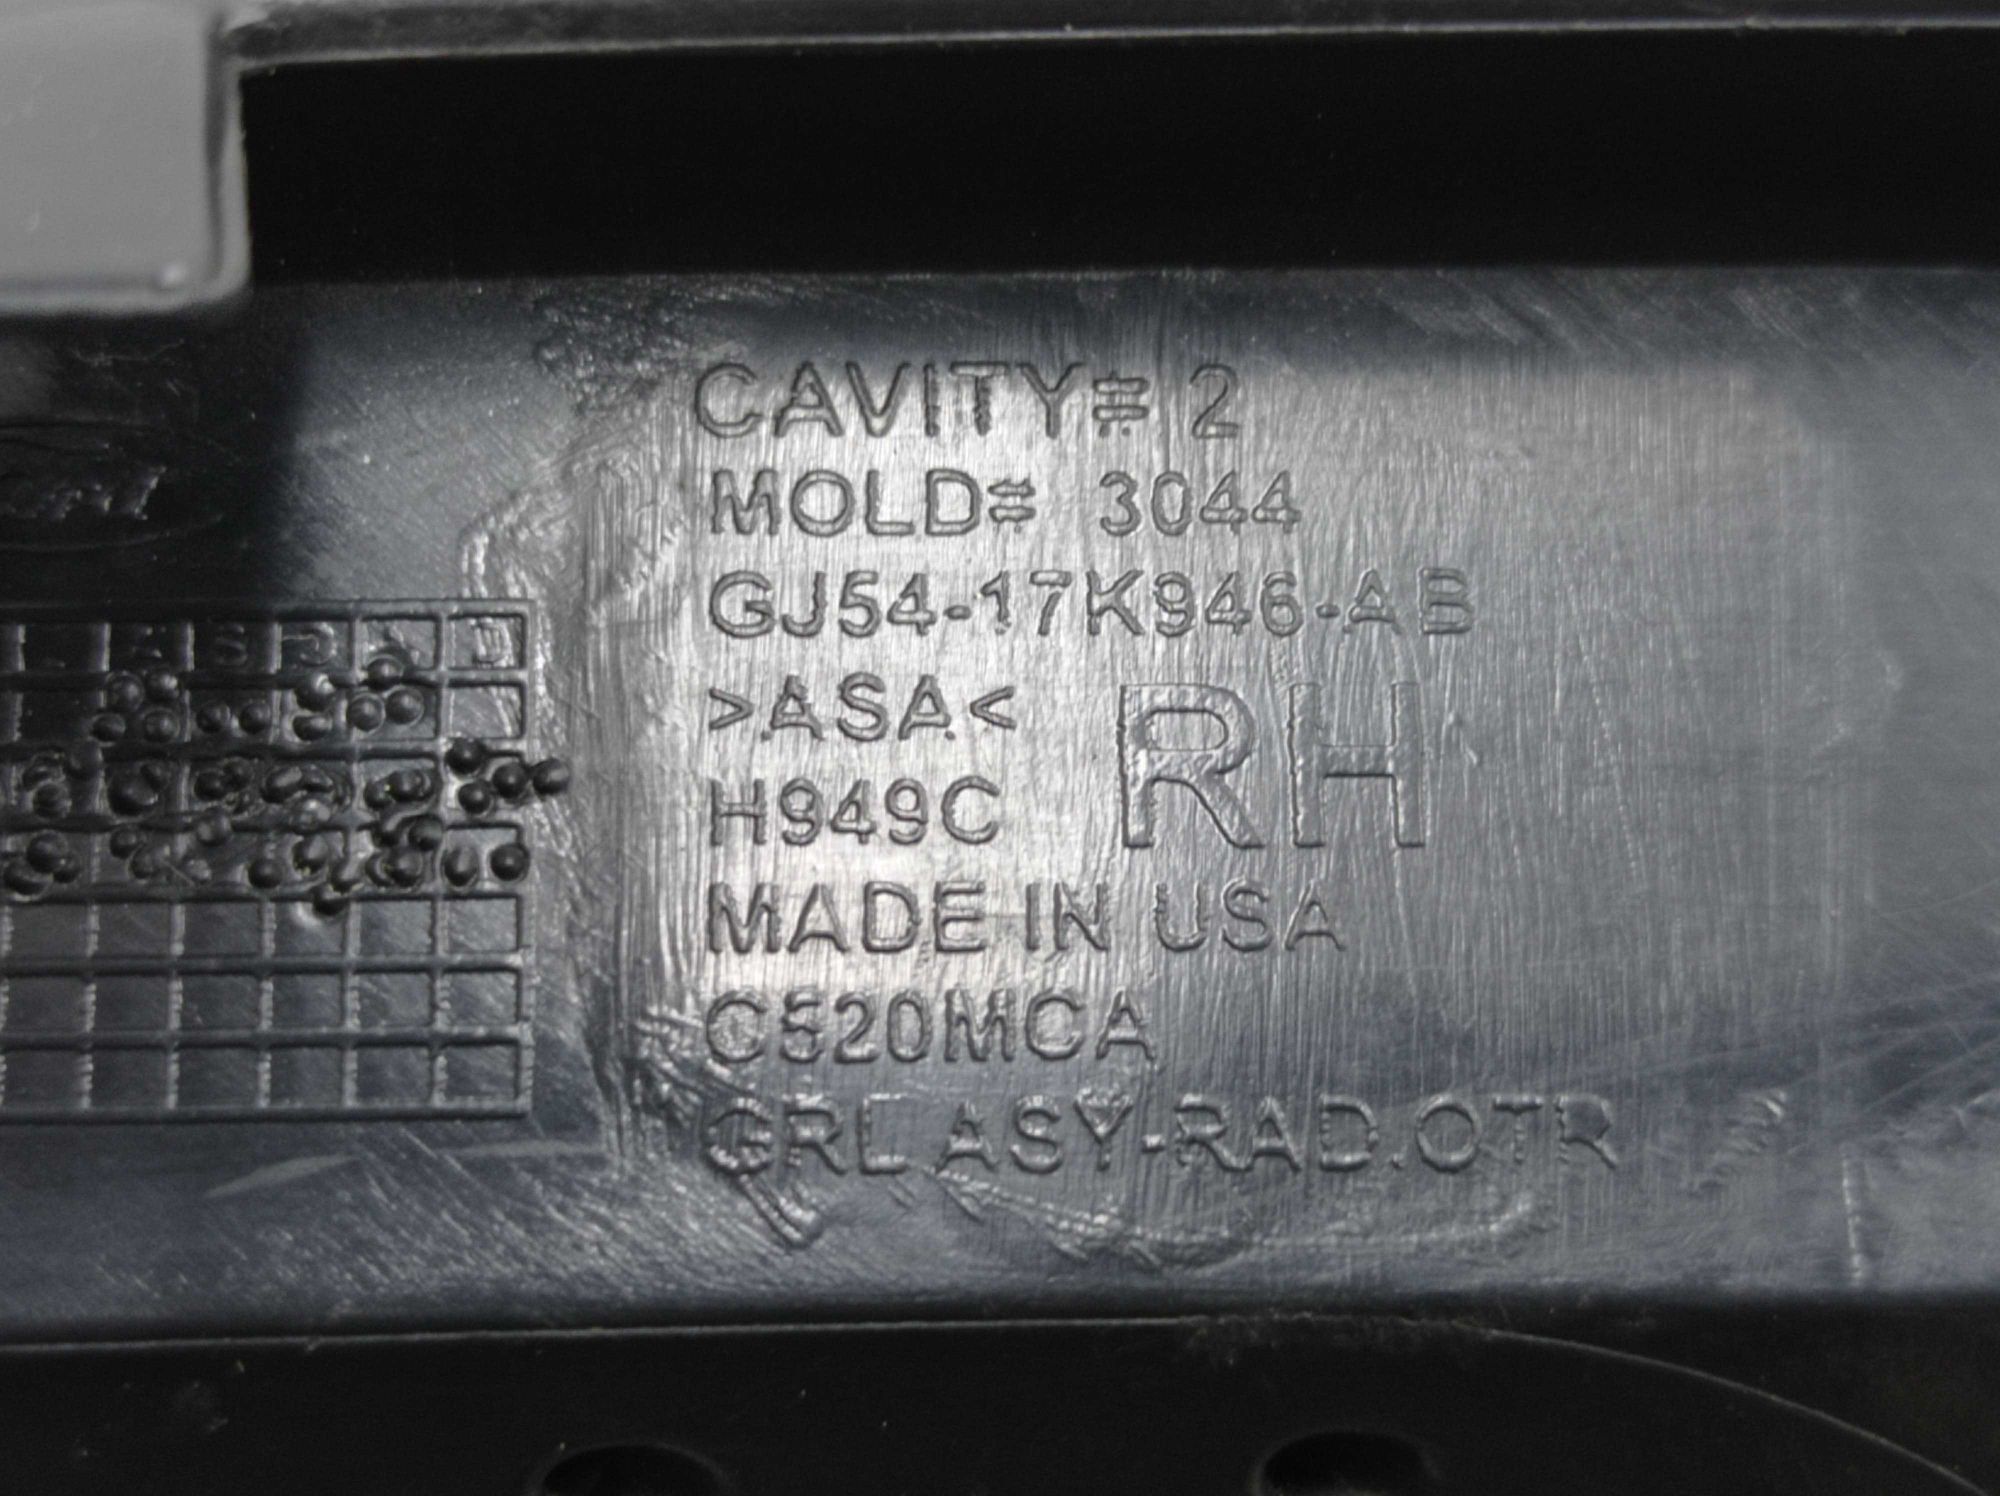 CAVITY# 2
MOLD# 3044
GJ54-17K946-AB
>ASA<
RH
H949C
MADE IN USA
C520MCA
GRL ASY-RAD.OTR